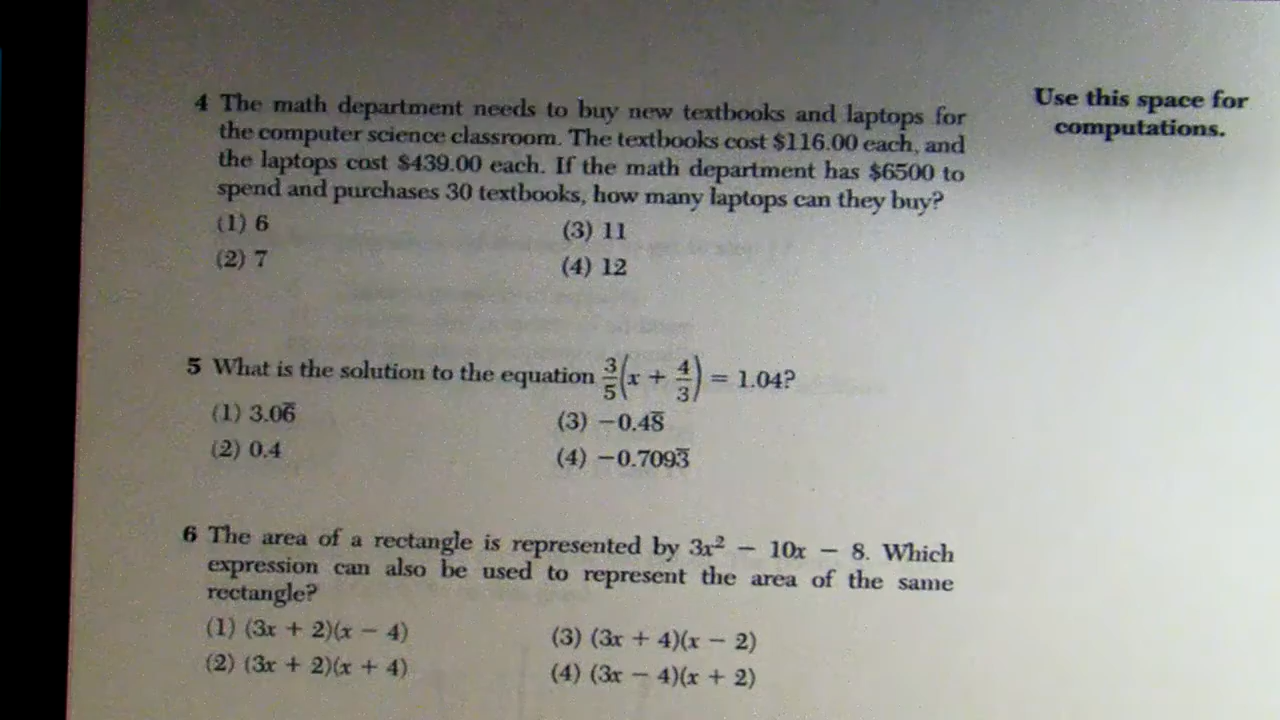 Use this space for
computations.
4 The math department needs to buy new textbooks and laptops for
the computer science classroom. The textbooks cost $116.00 each, and
the laptops cost $439.00 each. If the math department has $6500 to
spend and purchases 30 textbooks, how many laptops can they buy?
(1) 6 (3) 11
(2) 7 (4) 12
5 What is the solution to the equation 3/5(x + 4/3) = 1.04?
(1) 3.06̅ (3) −0.48̅
(2) 0.4 (4) −0.7093̅
6 The area of a rectangle is represented by 3x² − 10x − 8. Which
expression can also be used to represent the area of the same
rectangle?
(1) (3x + 2)(x − 4) (3) (3x + 4)(x − 2)
(2) (3x + 2)(x + 4) (4) (3x − 4)(x + 2)